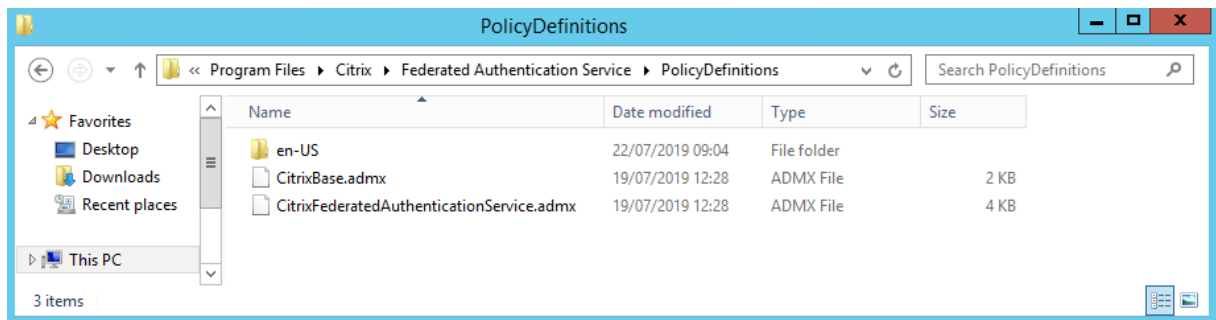 PolicyDefinitions
« Program Files Citrix Federated Authentication Service PolicyDefinitions Search PolicyDefinitions
Name Date modified Type Size
Favorites
Desktop
Downloads
Recent places
This PC
en-US 22/07/2019 09:04 File folder
CitrixBase.admx 19/07/2019 12:28 ADMX File 2 KB
CitrixFederatedAuthenticationService.admx 19/07/2019 12:28 ADMX File 4 KB
3 items